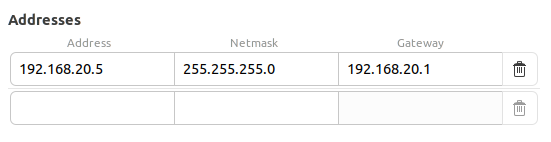 Addresses
Address Netmask Gateway
192.168.20.5 255.255.255.0 192.168.20.1